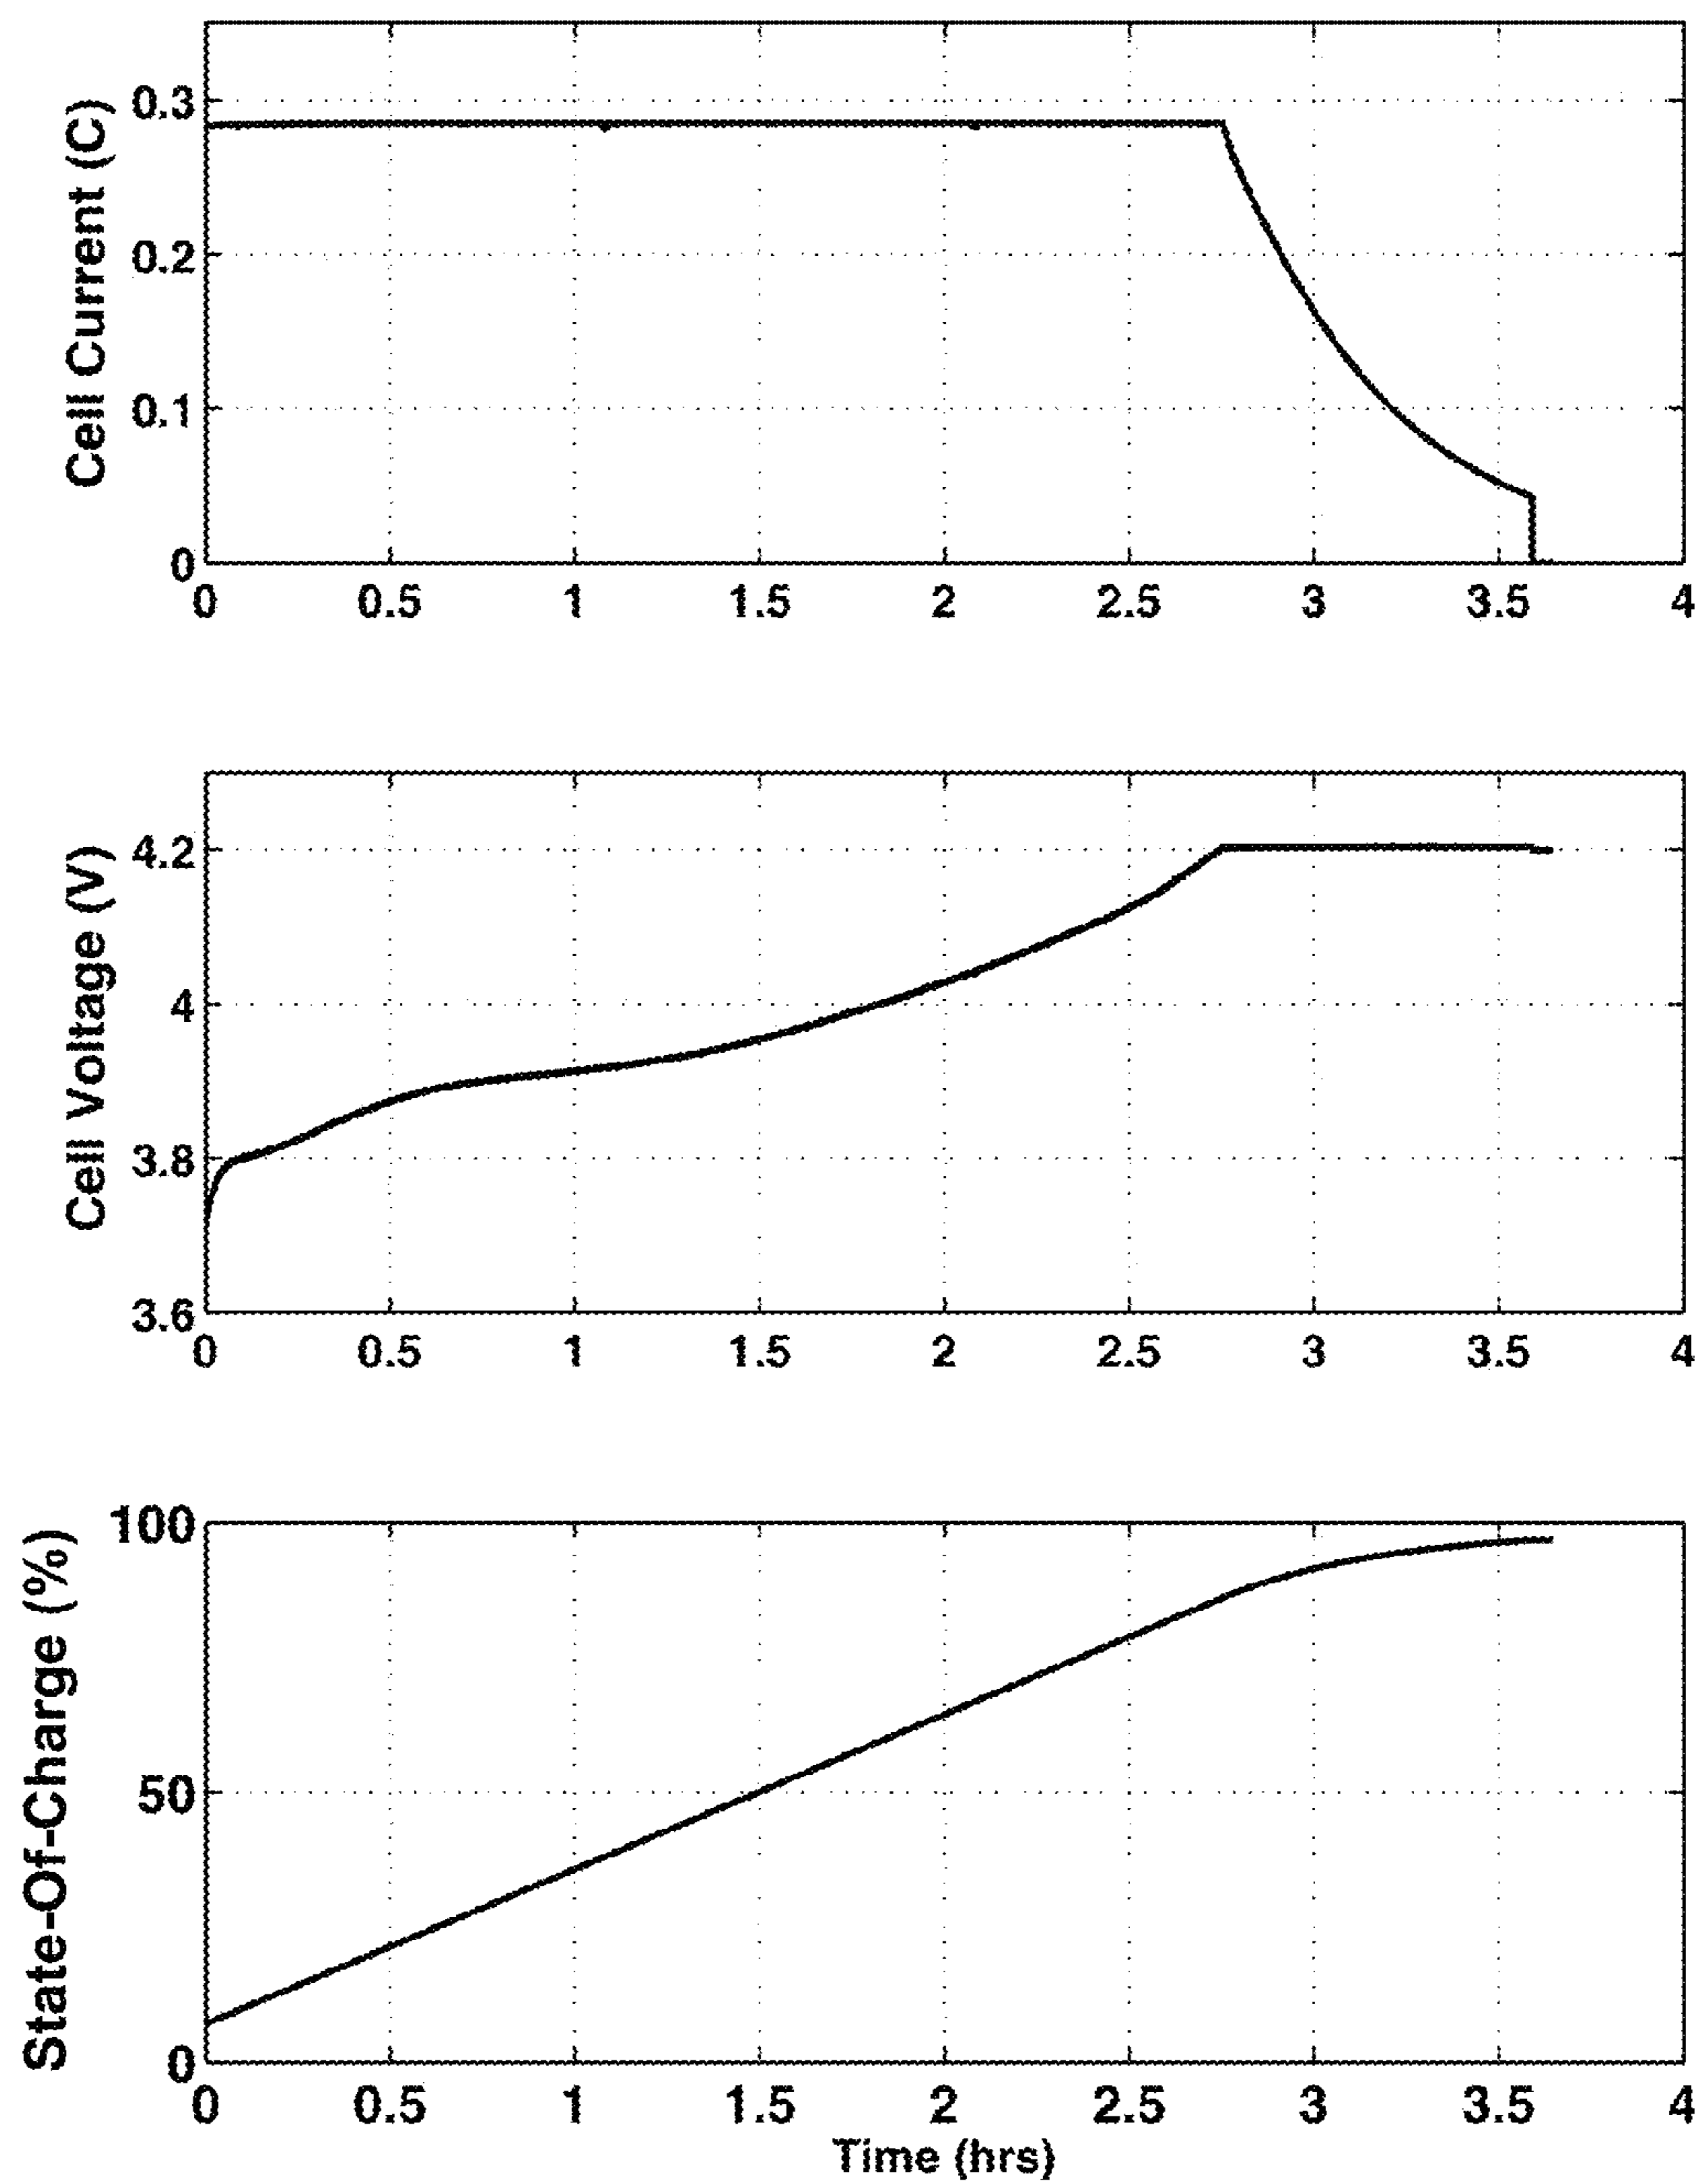 Cell Current (C)
0.3
0.2
0.1
0
0 0.5 1 1.5 2 2.5 3 3.5 4
Cell Voltage (V)
4.2
4
3.8
3.6
0 0.5 1 1.5 2 2.5 3 3.5 4
State-Of-Charge (%)
100
50
0
0 0.5 1 1.5 2 2.5 3 3.5 4
Time (hrs)